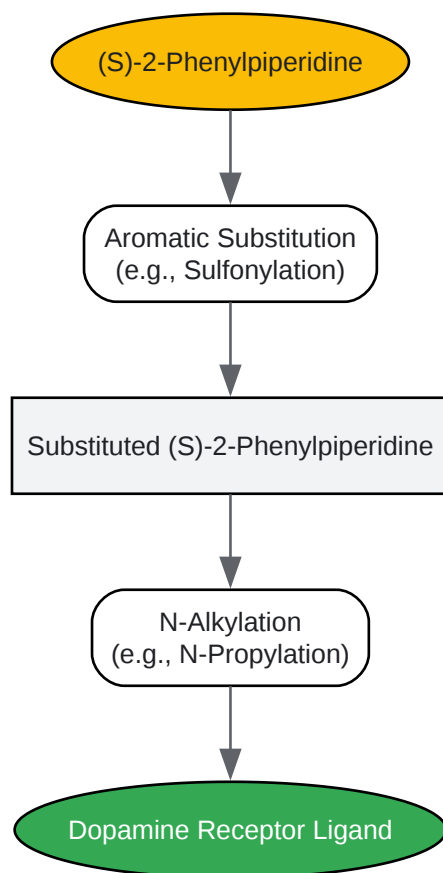 (S)-2-Phenylpiperidine
Aromatic Substitution
(e.g., Sulfonylation)
Substituted (S)-2-Phenylpiperidine
N-Alkylation
(e.g., N-Propylation)
Dopamine Receptor Ligand